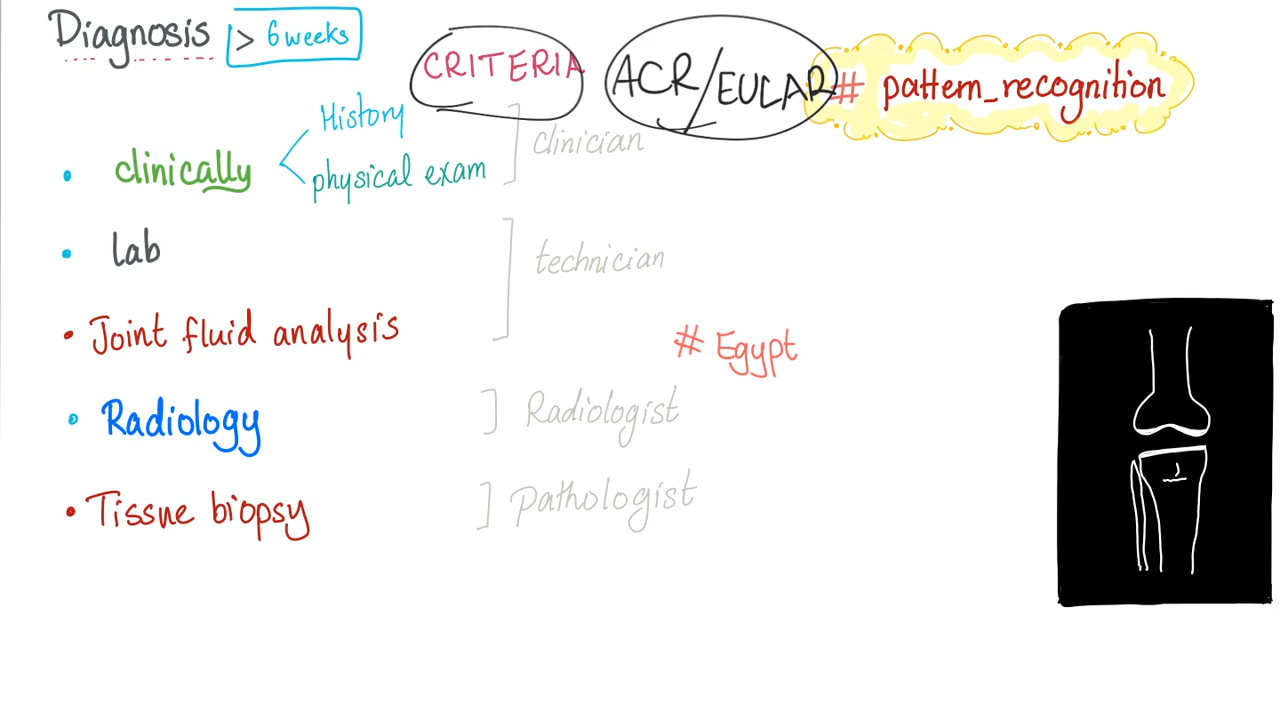 Diagnosis > 6 weeks CRITERIA ACR/EULAR # pattern_recognition
History
• clinically physical exam ] clinician
• lab
] technician
• Joint fluid analysis
# Egypt
• Radiology ] Radiologist
• Tissue biopsy ] Pathologist